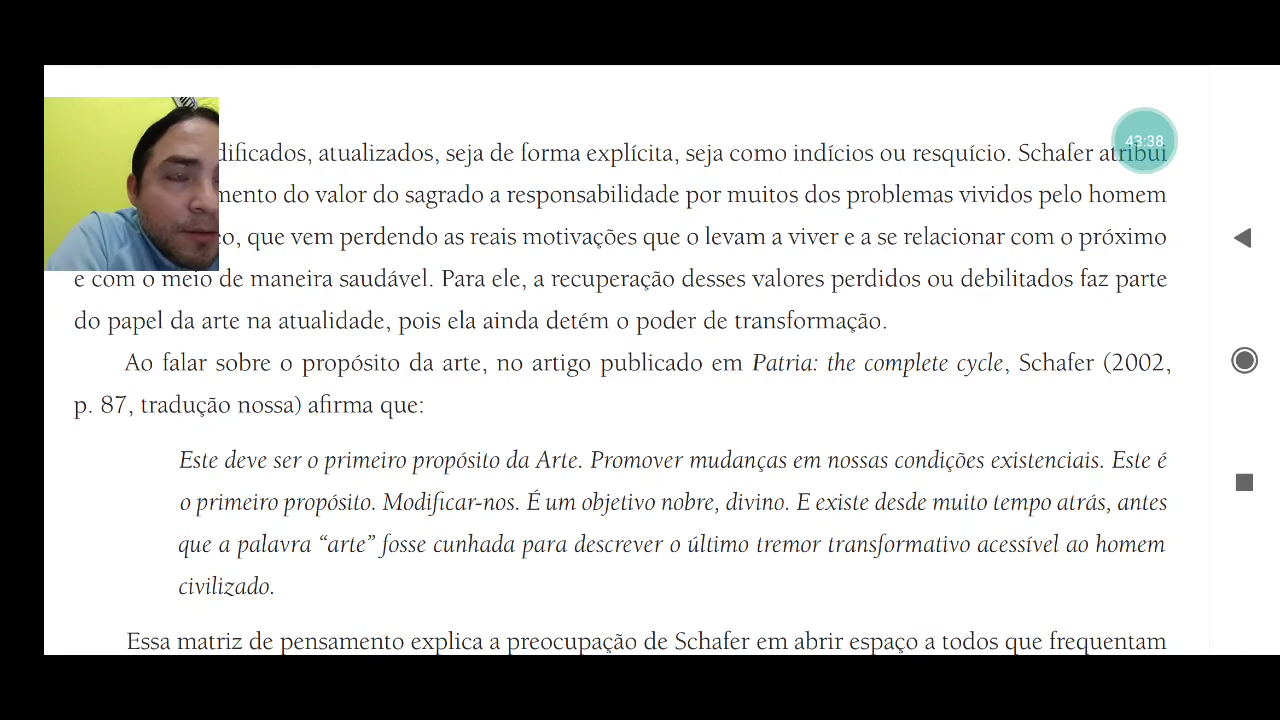 dificados, atualizados, seja de forma explícita, seja como indícios ou resquício. Schafer atribui
43:38
mento do valor do sagrado a responsabilidade por muitos dos problemas vividos pelo homem
o, que vem perdendo as reais motivações que o levam a viver e a se relacionar com o próximo
e com o meio de maneira saudável. Para ele, a recuperação desses valores perdidos ou debilitados faz parte
do papel da arte na atualidade, pois ela ainda detém o poder de transformação.
Ao falar sobre o propósito da arte, no artigo publicado em Patria: the complete cycle, Schafer (2002,
p. 87, tradução nossa) afirma que:
Este deve ser o primeiro propósito da Arte. Promover mudanças em nossas condições existenciais. Este é
o primeiro propósito. Modificar-nos. É um objetivo nobre, divino. E existe desde muito tempo atrás, antes
que a palavra “arte” fosse cunhada para descrever o último tremor transformativo acessível ao homem
civilizado.
Essa matriz de pensamento explica a preocupação de Schafer em abrir espaço a todos que frequentam